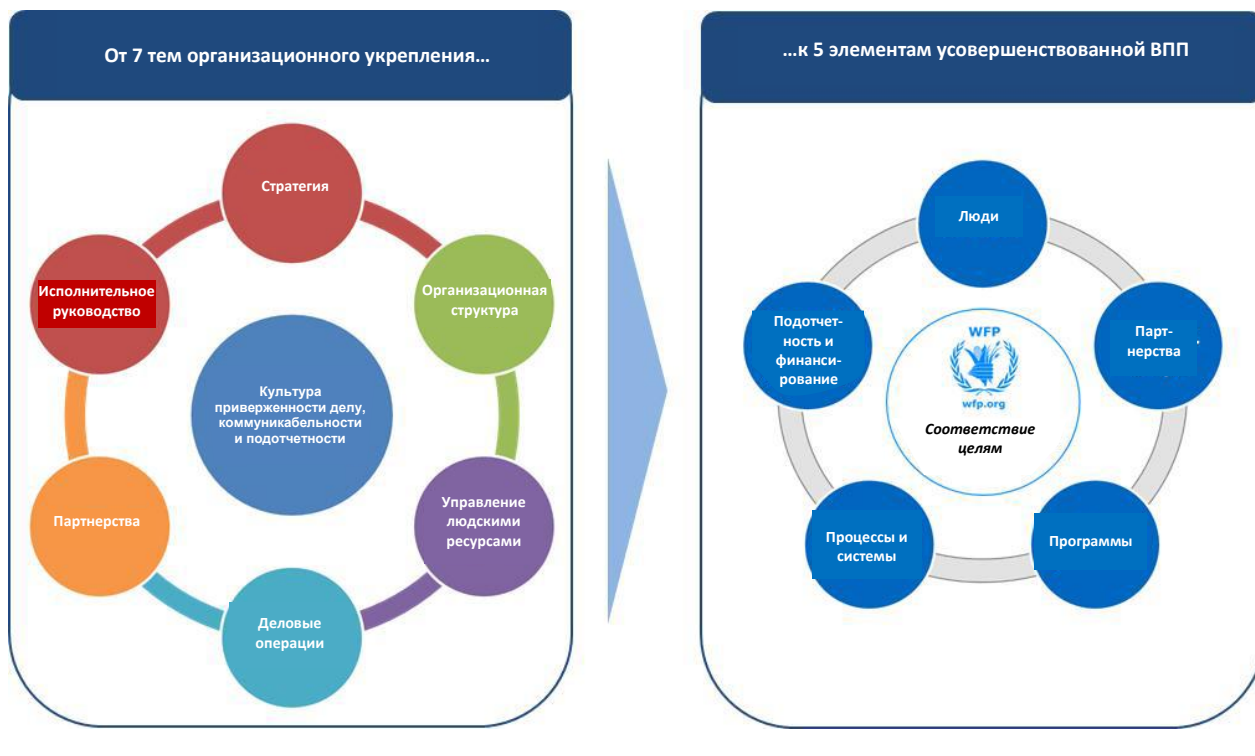 От 7 тем организационного укрепления…
Стратегия
Исполнительное
руководство
Организационная
структура
Культура
приверженности делу,
коммуникабельности
и подотчетности
Партнерства
Управление
людскими
ресурсами
Деловые
операции
…к 5 элементам усовершенствованной ВПП
Люди
Подотчет-
ность и
финанси-
рование
Парт-
нерства
WFP
wfp.org
Соответствие
целям
Процессы и
системы
Программы